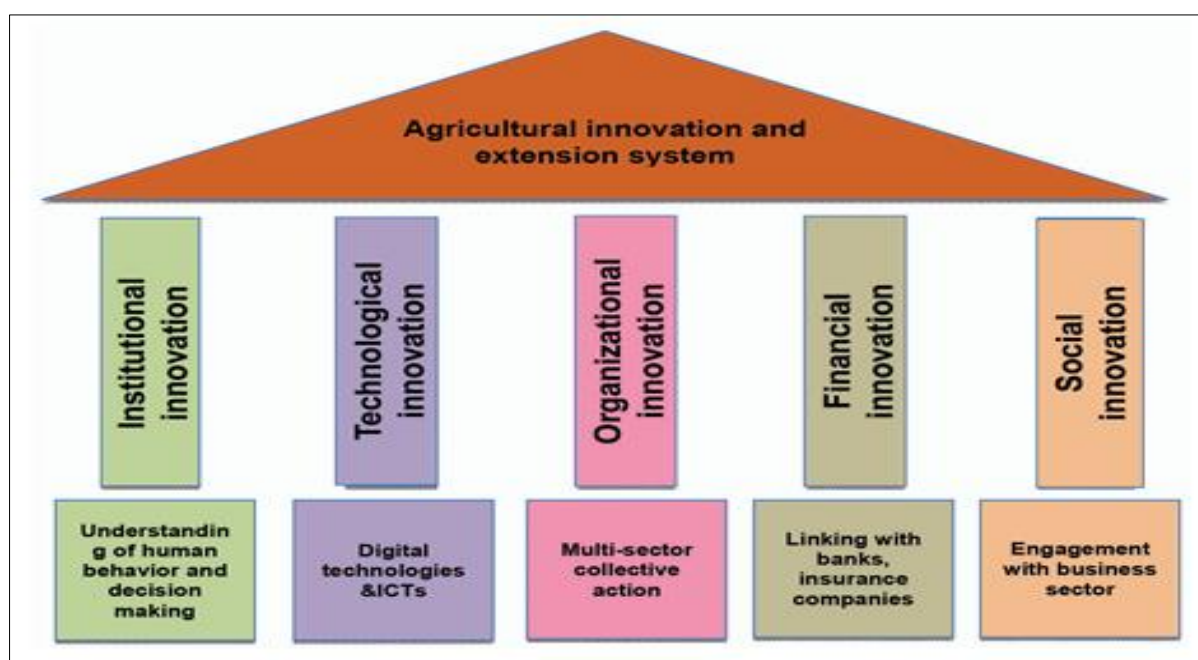 Agricultural innovation and
extension system
Institutional
innovation
Technological
innovation
Organizational
innovation
Financial
innovation
Social
innovation
Understandin
g of human
behavior and
decision
making
Digital
technologies
&ICTs
Multi-sector
collective
action
Linking with
banks,
insurance
companies
Engagement
with business
sector